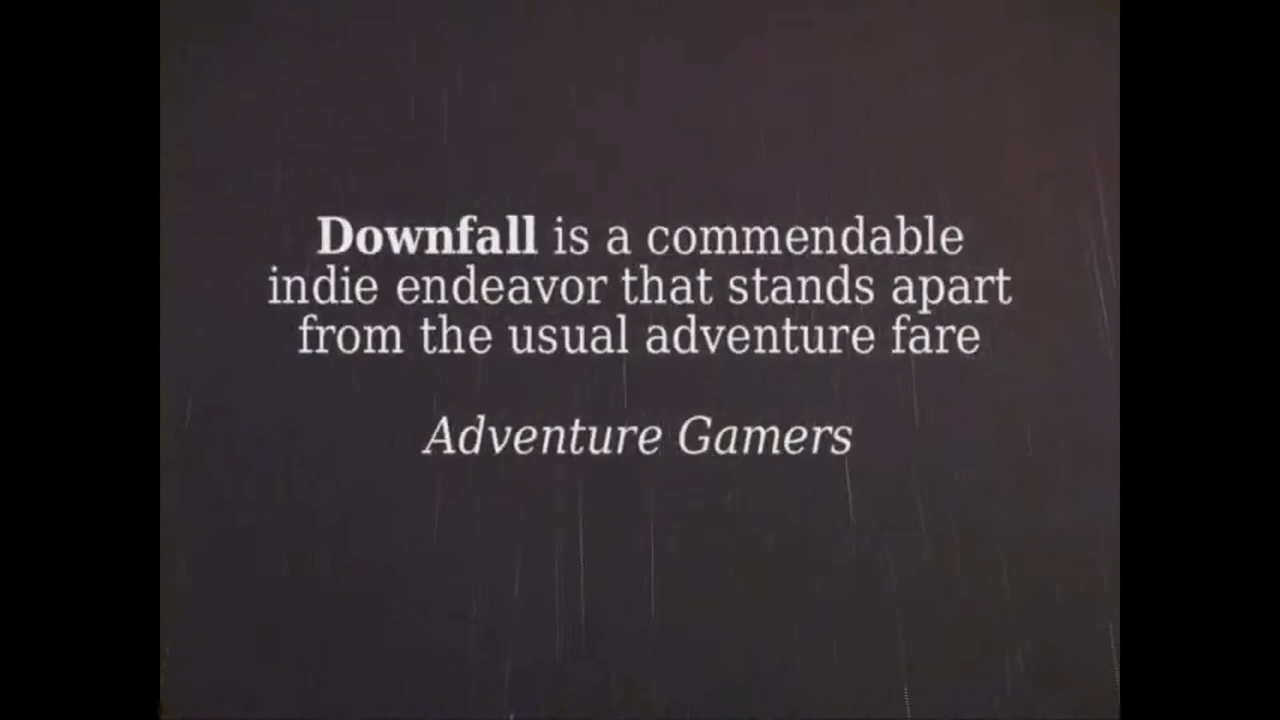 Downfall is a commendable
indie endeavor that stands apart
from the usual adventure fare
Adventure Gamers